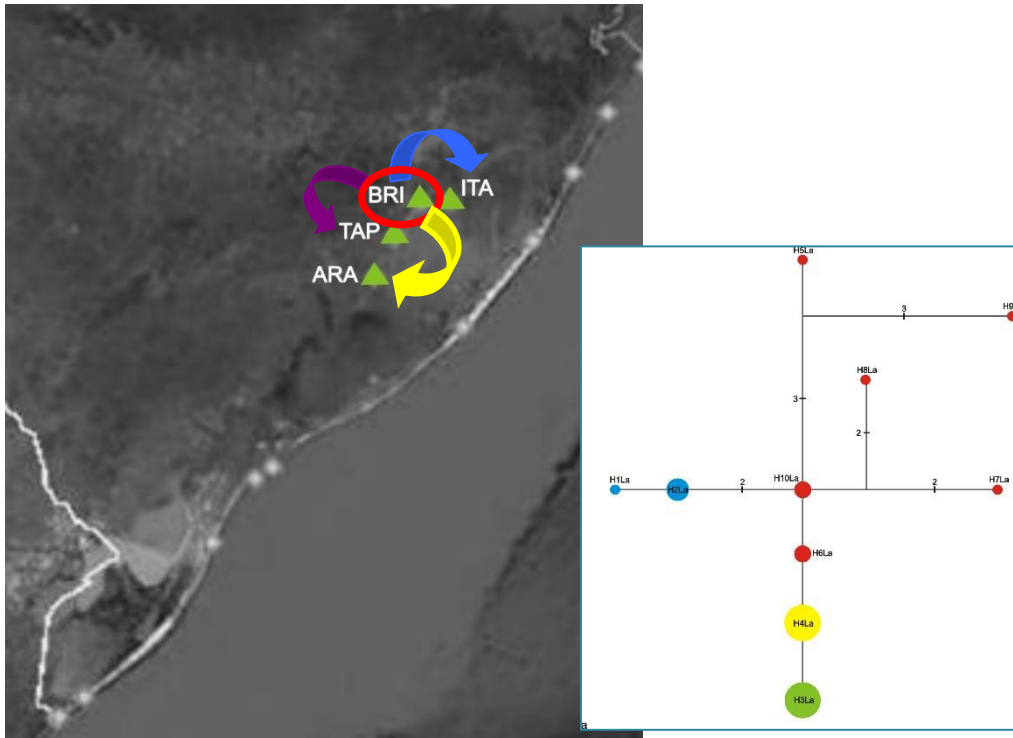 BRI
ITA
TAP
ARA
H5La
3
H9
H8La
3
2
H1La
H2La
2
H10La
2
H7La
H6La
H4La
H3La
a